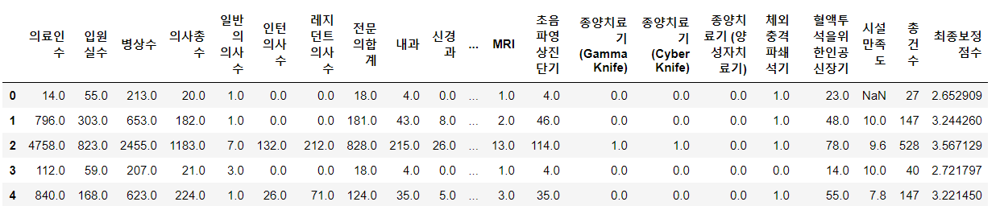 의료인수 입원실수 병상수 의사총수 일반의의사수 인턴의사수 레지던트의사수 전문의합계 내과 신경과 ... MRI 초음파영상진단기 종양치료기 (Gamma Knife) 종양치료기 (Cyber Knife) 종양치료기 (양성자치료기) 체외충격파쇄석기 혈액투석을위한인공신장기 시설만족도 총건수 최종보정점수
0 14.0 55.0 213.0 20.0 1.0 0.0 0.0 18.0 4.0 0.0 ... 1.0 4.0 0.0 0.0 0.0 1.0 23.0 NaN 27 2.652909
1 796.0 303.0 653.0 182.0 1.0 0.0 0.0 181.0 43.0 8.0 ... 2.0 46.0 0.0 0.0 0.0 1.0 48.0 10.0 147 3.244260
2 4758.0 823.0 2455.0 1183.0 7.0 132.0 212.0 828.0 215.0 26.0 ... 13.0 114.0 1.0 1.0 0.0 1.0 78.0 9.6 528 3.567129
3 112.0 59.0 207.0 21.0 3.0 0.0 0.0 18.0 4.0 0.0 ... 1.0 4.0 0.0 0.0 0.0 0.0 14.0 10.0 40 2.721797
4 840.0 168.0 623.0 224.0 1.0 26.0 71.0 124.0 35.0 5.0 ... 3.0 35.0 0.0 0.0 0.0 1.0 55.0 7.8 147 3.221450